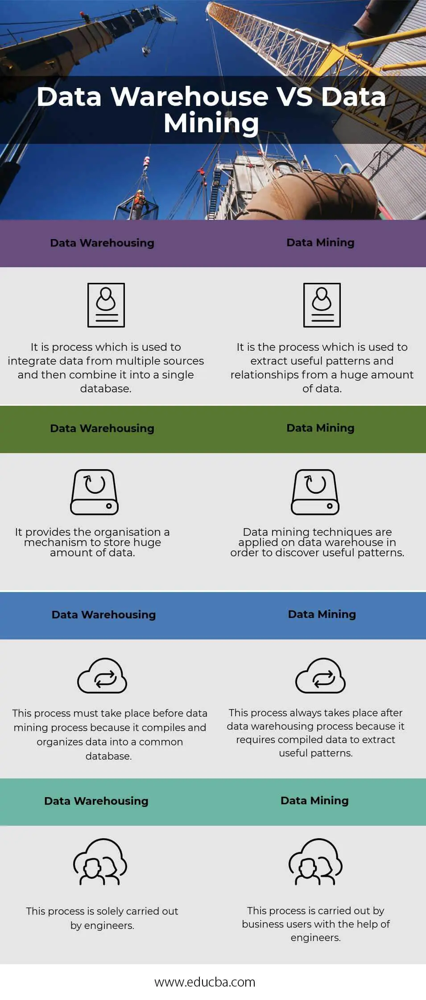 Data Warehouse VS Data
Mining
Data Warehousing
Data Mining
It is process which is used to
integrate data from multiple sources
and then combine it into a single
database.
It is the process which is used to
extract useful patterns and
relationships from a huge amount
of data.
Data Warehousing
Data Mining
It provides the organisation a
mechanism to store huge
amount of data.
Data mining techniques are
applied on data warehouse in
order to discover useful patterns.
Data Warehousing
Data Mining
This process must take place before data
mining process because it compiles and
organizes data into a common
database.
This process always takes place after
data warehousing process because it
requires compiled data to extract
useful patterns.
Data Warehousing
Data Mining
This process is solely carried out
by engineers.
This process is carried out by
business users with the help of
engineers.
www.educba.com